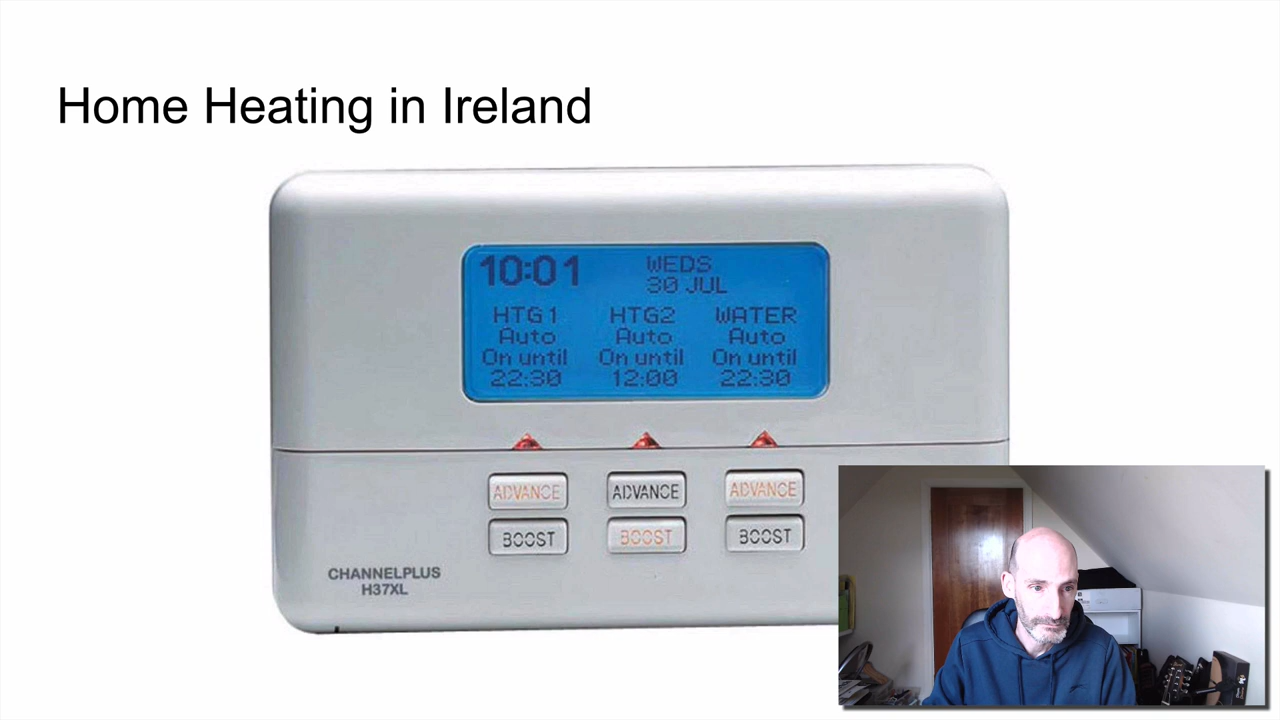 Home Heating in Ireland
10:01 WEDS
30 JUL
HTG1 HTG2 WATER
Auto Auto Auto
On until On until On until
22:30 12:00 22:30
ADVANCE ADVANCE ADVANCE
BOOST BOOST BOOST
CHANNELPLUS
H37XL